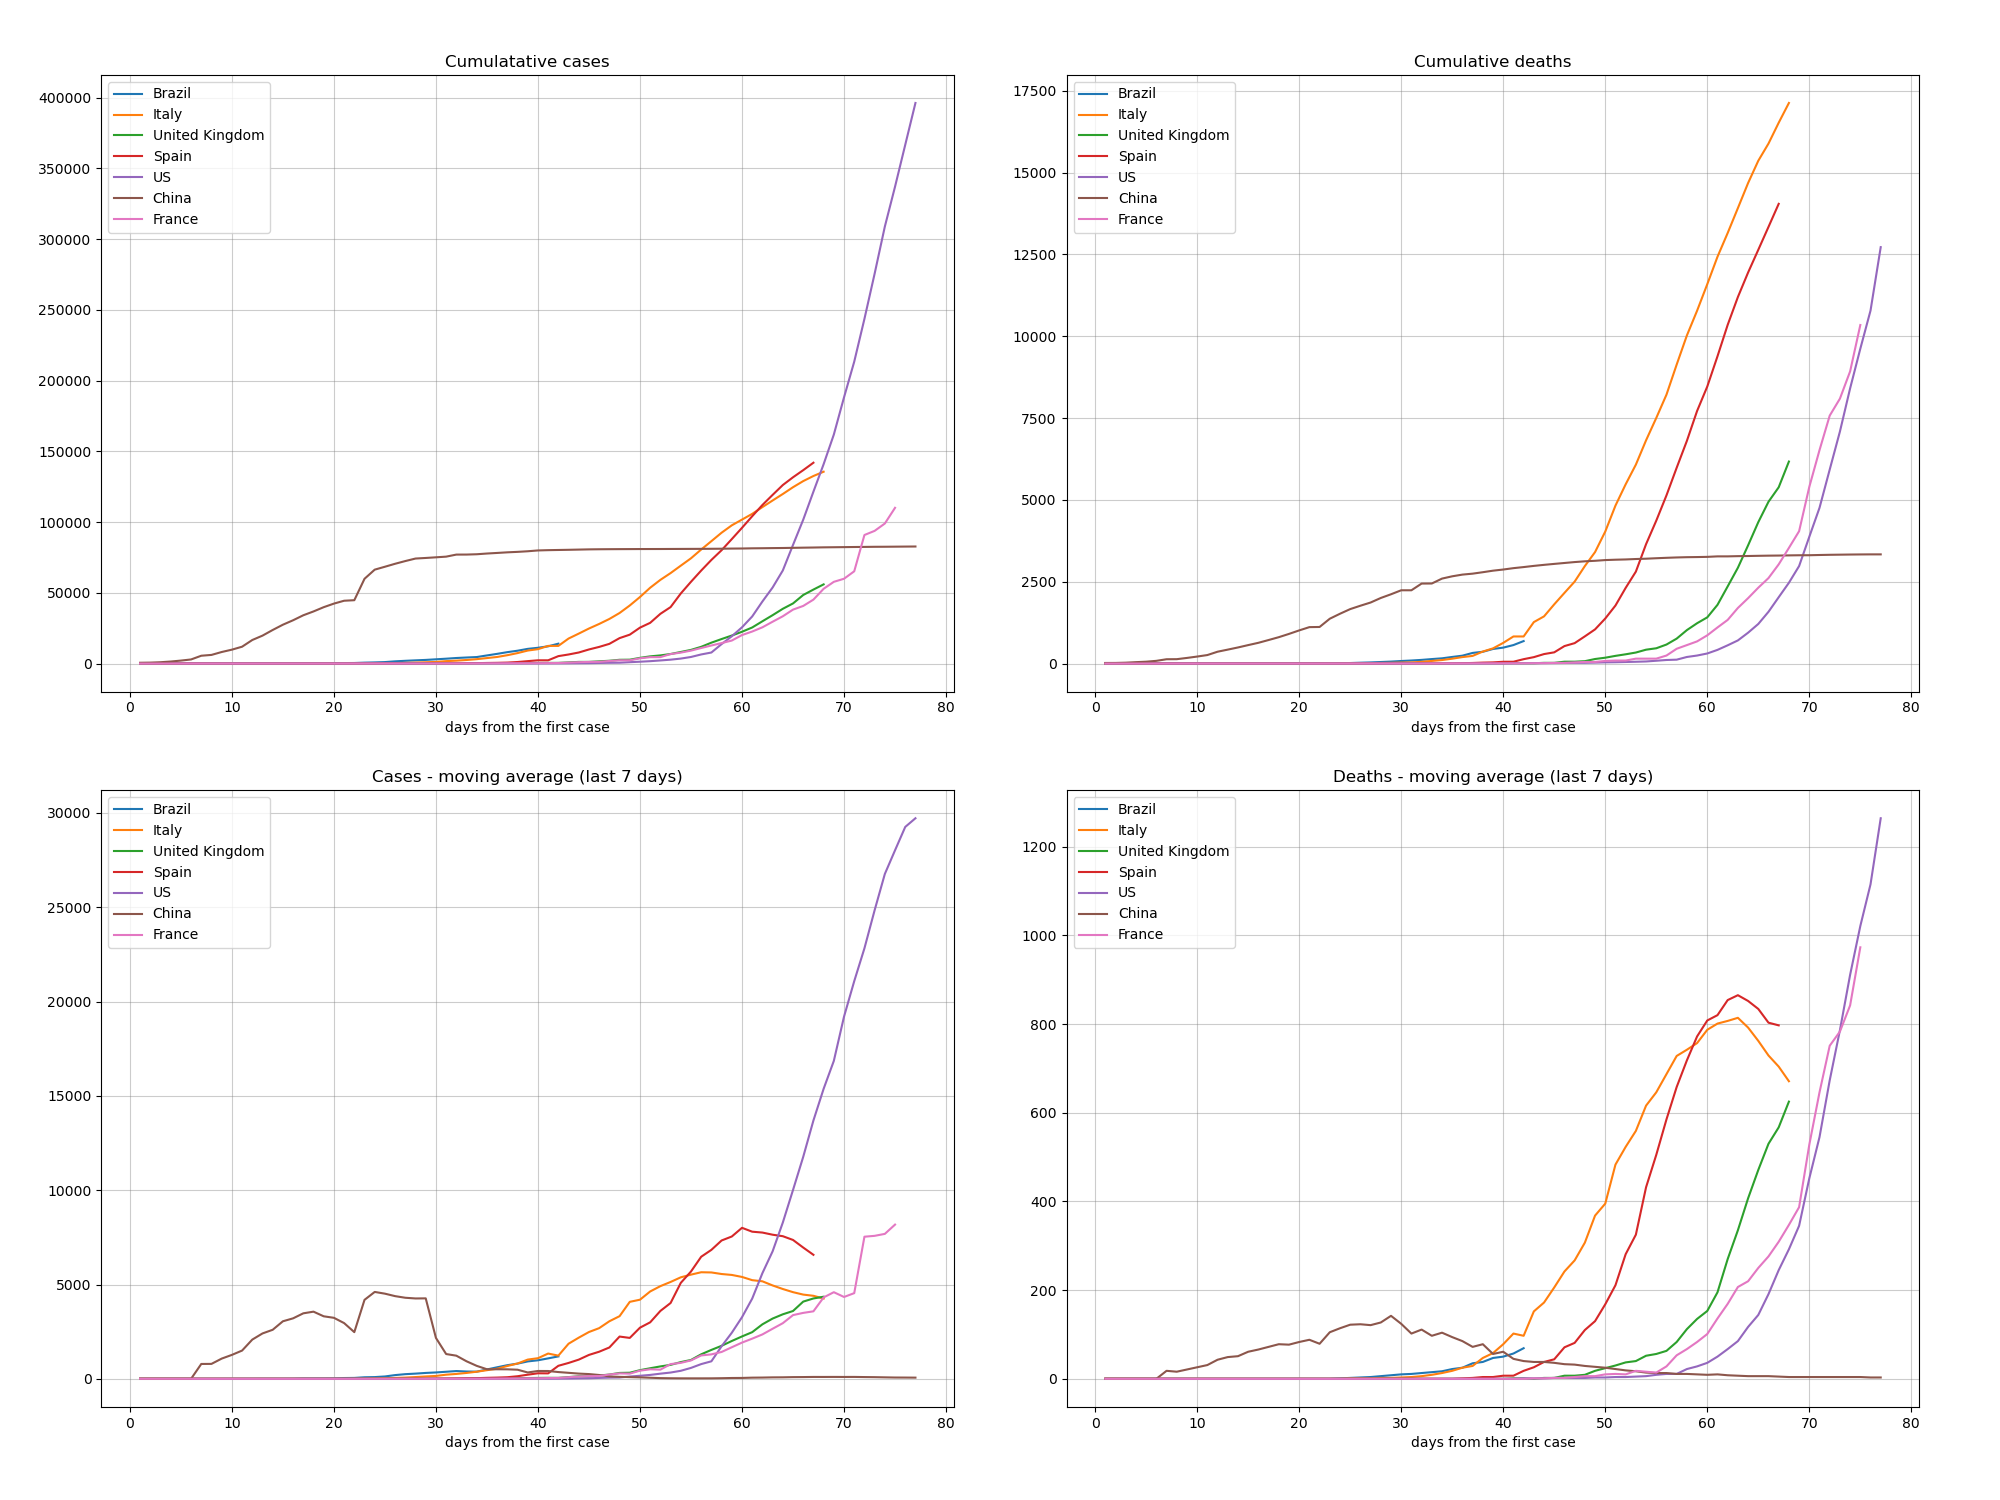 Cumulatative cases
400000
350000
300000
250000
200000
150000
100000
50000
0
Brazil
Italy
United Kingdom
Spain
US
China
France
0 10 20 30 40 50 60 70 80
days from the first case
Cumulative deaths
17500
15000
12500
10000
7500
5000
2500
0
Brazil
Italy
United Kingdom
Spain
US
China
France
0 10 20 30 40 50 60 70 80
days from the first case
Cases - moving average (last 7 days)
30000
25000
20000
15000
10000
5000
0
Brazil
Italy
United Kingdom
Spain
US
China
France
0 10 20 30 40 50 60 70 80
days from the first case
Deaths - moving average (last 7 days)
1200
1000
800
600
400
200
0
Brazil
Italy
United Kingdom
Spain
US
China
France
0 10 20 30 40 50 60 70 80
days from the first case